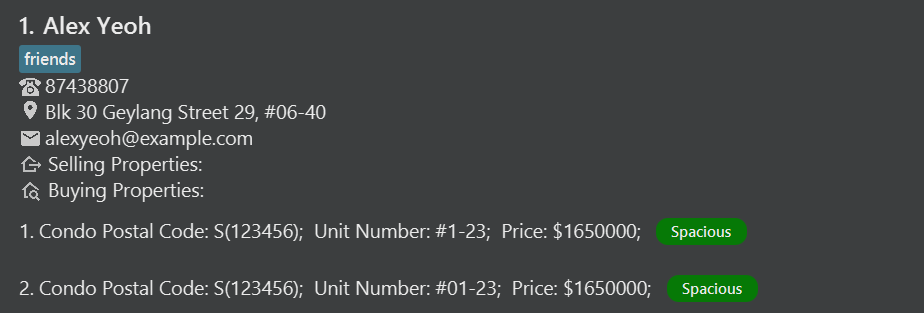 1. Alex Yeoh
friends
87438807
Blk 30 Geylang Street 29, #06-40
alexyeoh@example.com
Selling Properties:
Buying Properties:
1. Condo Postal Code: S(123456); Unit Number: #1-23; Price: $1650000; Spacious
2. Condo Postal Code: S(123456); Unit Number: #01-23; Price: $1650000; Spacious